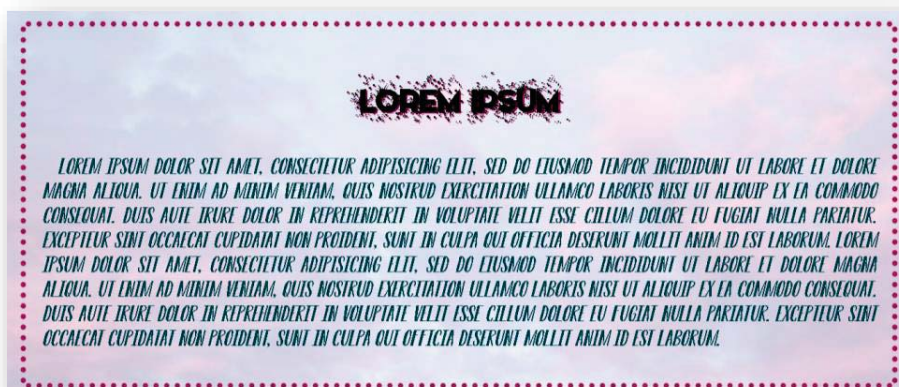 LOREM IPSUM
LOREM IPSUM DOLOR SIT AMET, CONSECTETUR ADIPISICING ELIT, SED DO EIUSMOD TEMPOR INCIDIDUNT UT LABORE ET DOLORE
MAGNA ALIQUA. UT ENIM AD MINIM VENIAM, QUIS NOSTRUD EXERCITATION ULLAMCO LABORIS NISI UT ALIQUIP EX EA COMMODO
CONSEQUAT. DUIS AUTE IRURE DOLOR IN REPREHENDERIT IN VOLUPTATE VELIT ESSE CILLUM DOLORE EU FUGIAT NULLA PARIATUR.
EXCEPTEUR SINT OCCAECAT CUPIDATAT NON PROIDENT, SUNT IN CULPA QUI OFFICIA DESERUNT MOLLIT ANIM ID EST LABORUM. LOREM
IPSUM DOLOR SIT AMET, CONSECTETUR ADIPISICING ELIT, SED DO EIUSMOD TEMPOR INCIDIDUNT UT LABORE ET DOLORE MAGNA
ALIQUA. UT ENIM AD MINIM VENIAM, QUIS NOSTRUD EXERCITATION ULLAMCO LABORIS NISI UT ALIQUIP EX EA COMMODO CONSEQUAT.
DUIS AUTE IRURE DOLOR IN REPREHENDERIT IN VOLUPTATE VELIT ESSE CILLUM DOLORE EU FUGIAT NULLA PARIATUR. EXCEPTEUR SINT
OCCAECAT CUPIDATAT NON PROIDENT, SUNT IN CULPA QUI OFFICIA DESERUNT MOLLIT ANIM ID EST LABORUM.